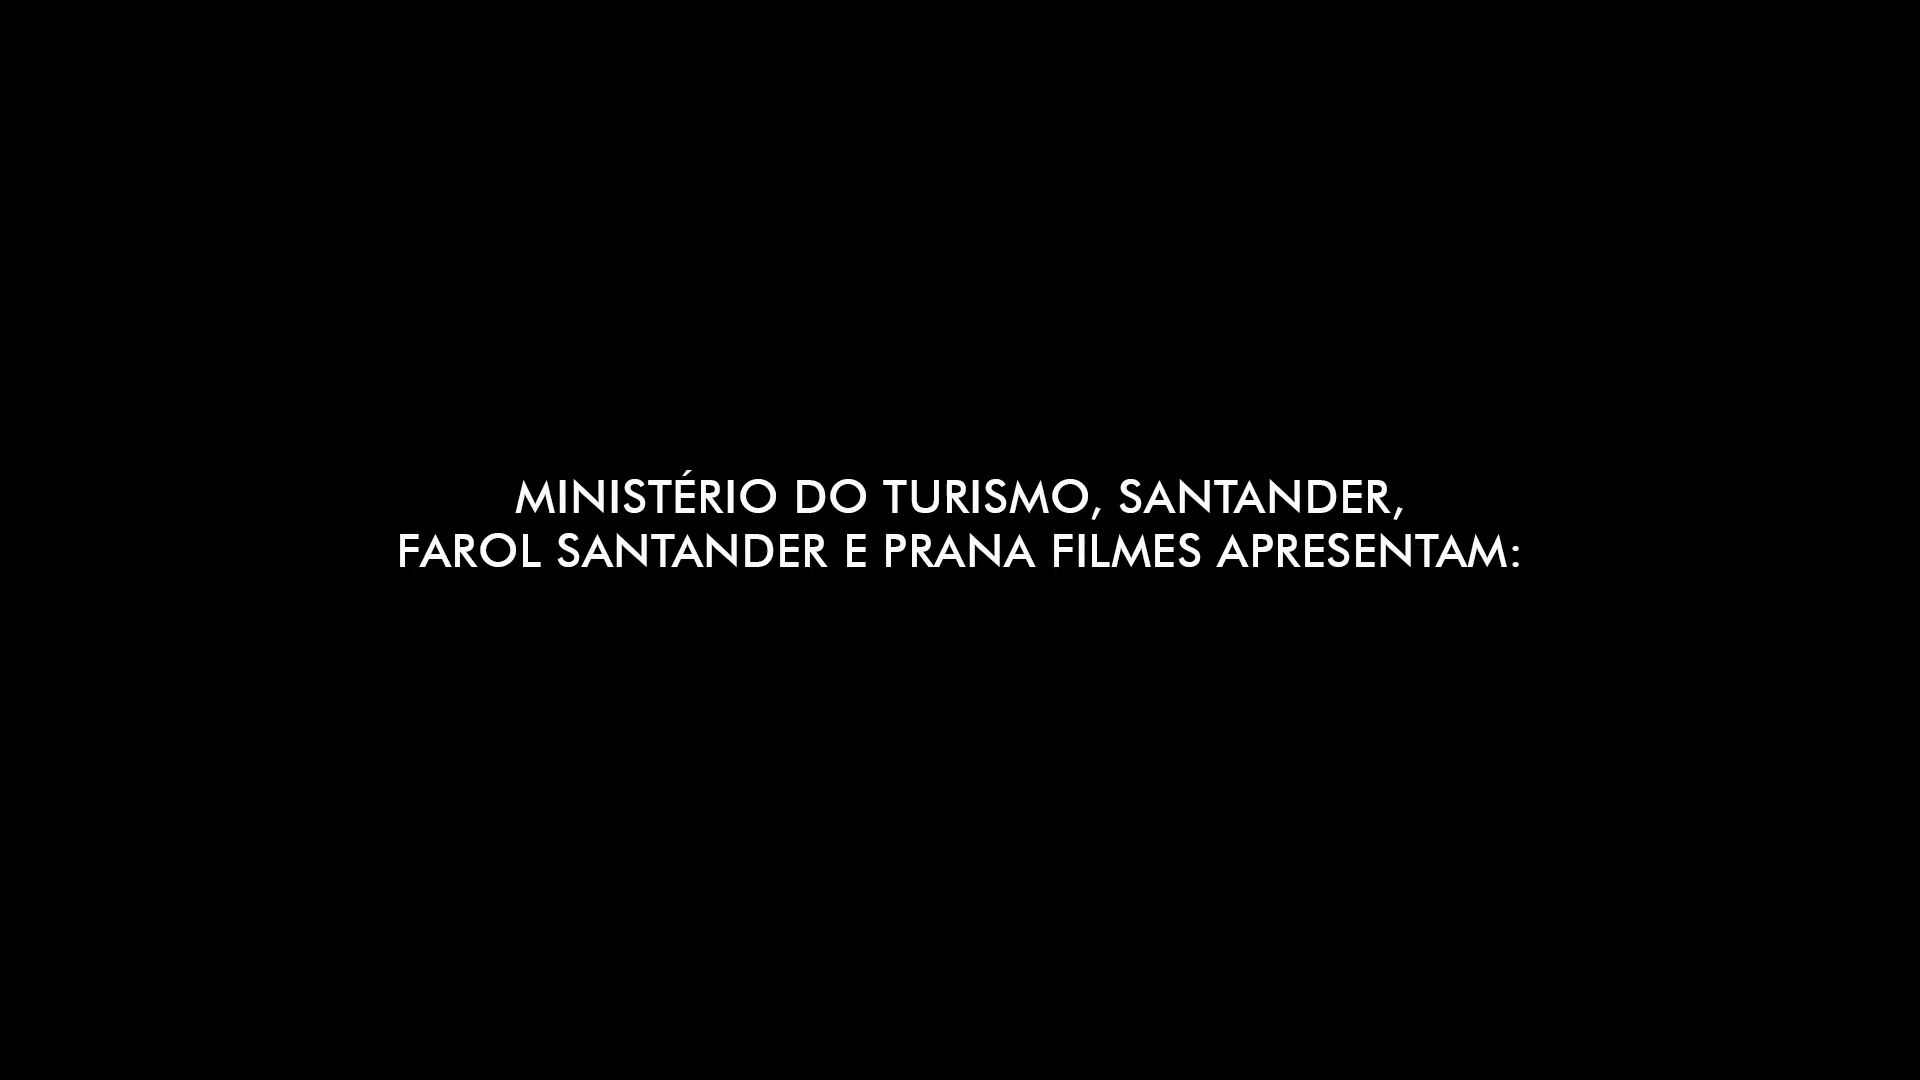 MINISTÉRIO DO TURISMO, SANTANDER,
FAROL SANTANDER E PRANA FILMES APRESENTAM: